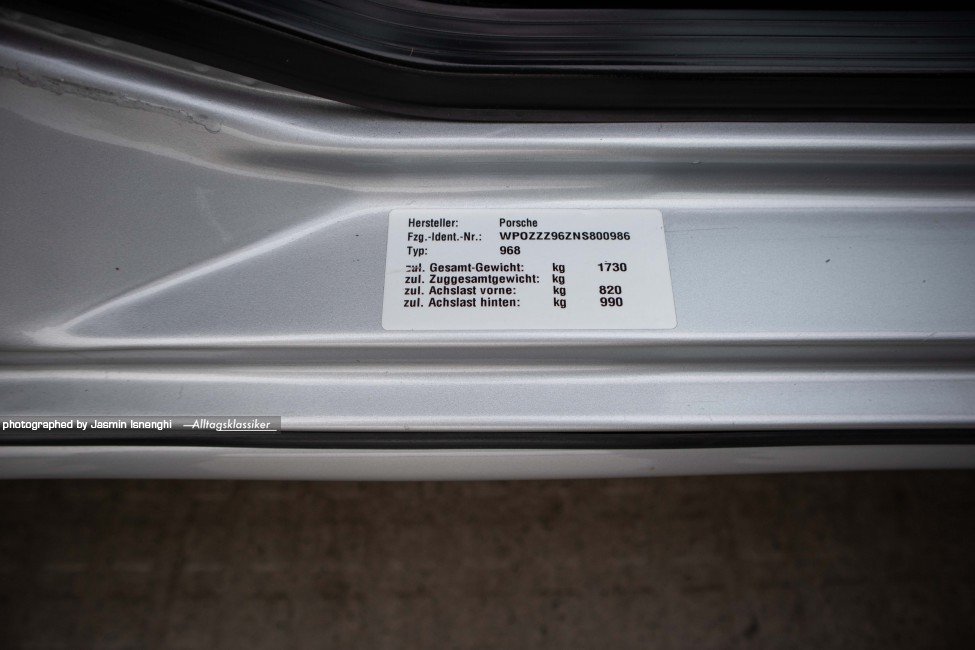 Hersteller: Porsche
Fzg.-Ident.-Nr.: WPOZZZ96ZNS800986
Typ: 968
zul. Gesamt-Gewicht: kg 1730
zul. Zuggesamtgewicht: kg
zul. Achslast vorne: kg 820
zul. Achslast hinten: kg 990
photographed by Jasmin Isnenghi —Alltagsklassiker